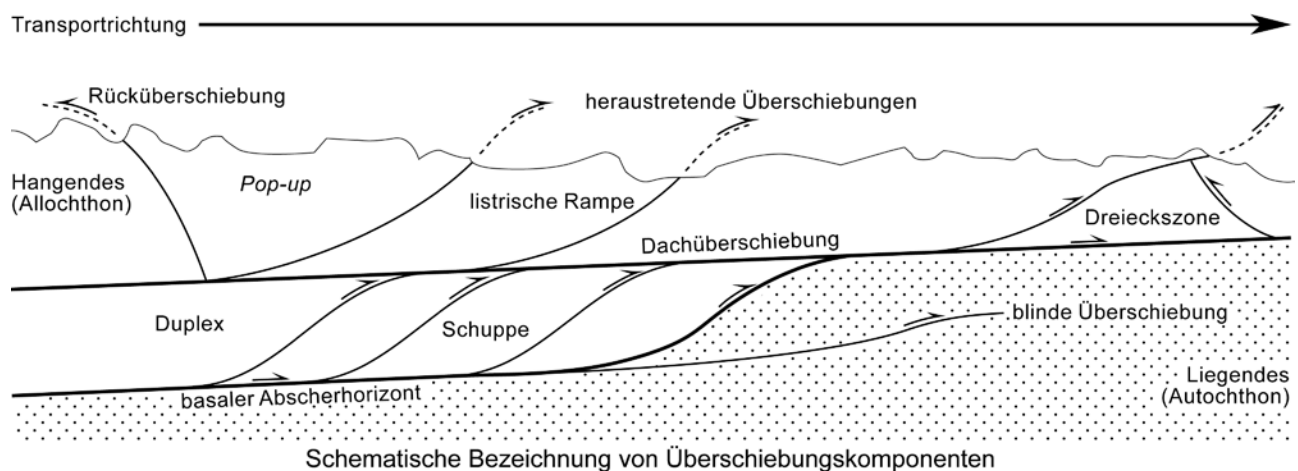 Transportrichtung
Rücküberschiebung
heraustretende Überschiebungen
Hangendes
(Allochthon)
Pop-up
listrische Rampe
Dreieckszone
Dachüberschiebung
Duplex
Schuppe
blinde Überschiebung
basaler Abscherhorizont
Liegendes
(Autochthon)
Schematische Bezeichnung von Überschiebungskomponenten